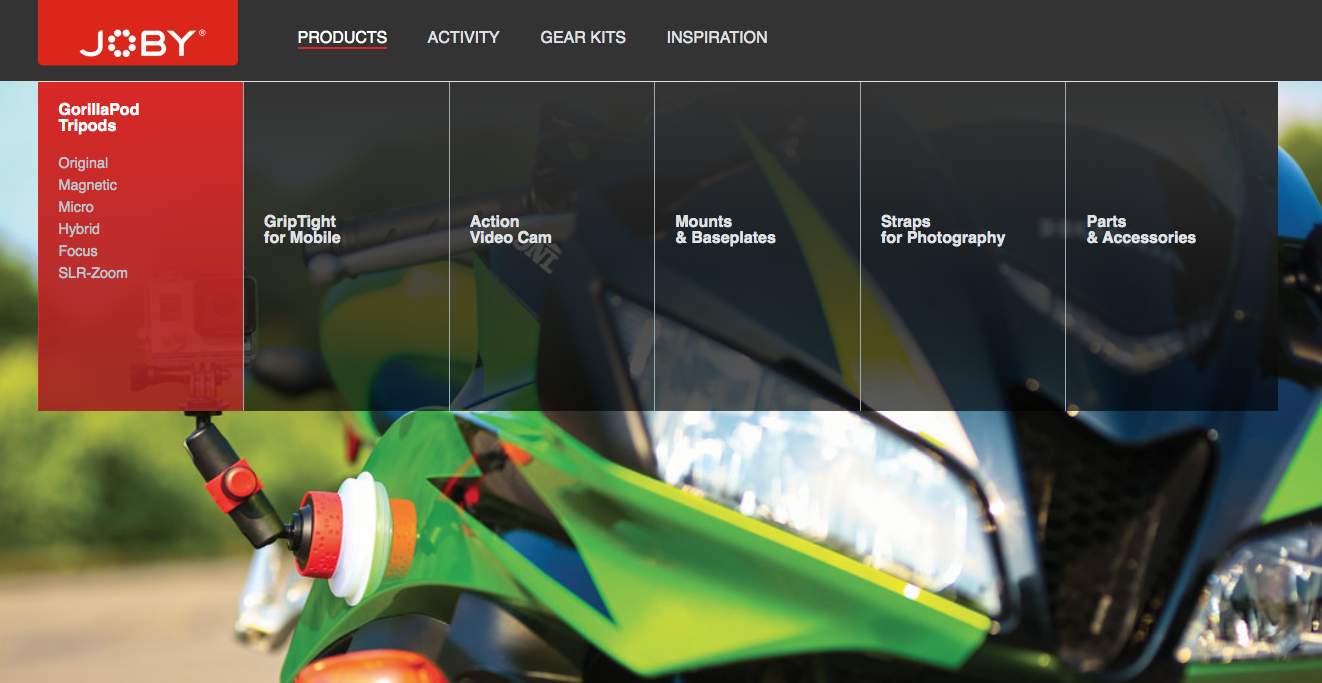 JOBY®
PRODUCTS
ACTIVITY
GEAR KITS
INSPIRATION
GorillaPod
Tripods
Original
Magnetic
Micro
Hybrid
Focus
SLR-Zoom
GripTight
for Mobile
Action
Video Cam
Mounts
& Baseplates
Straps
for Photography
Parts
& Accessories